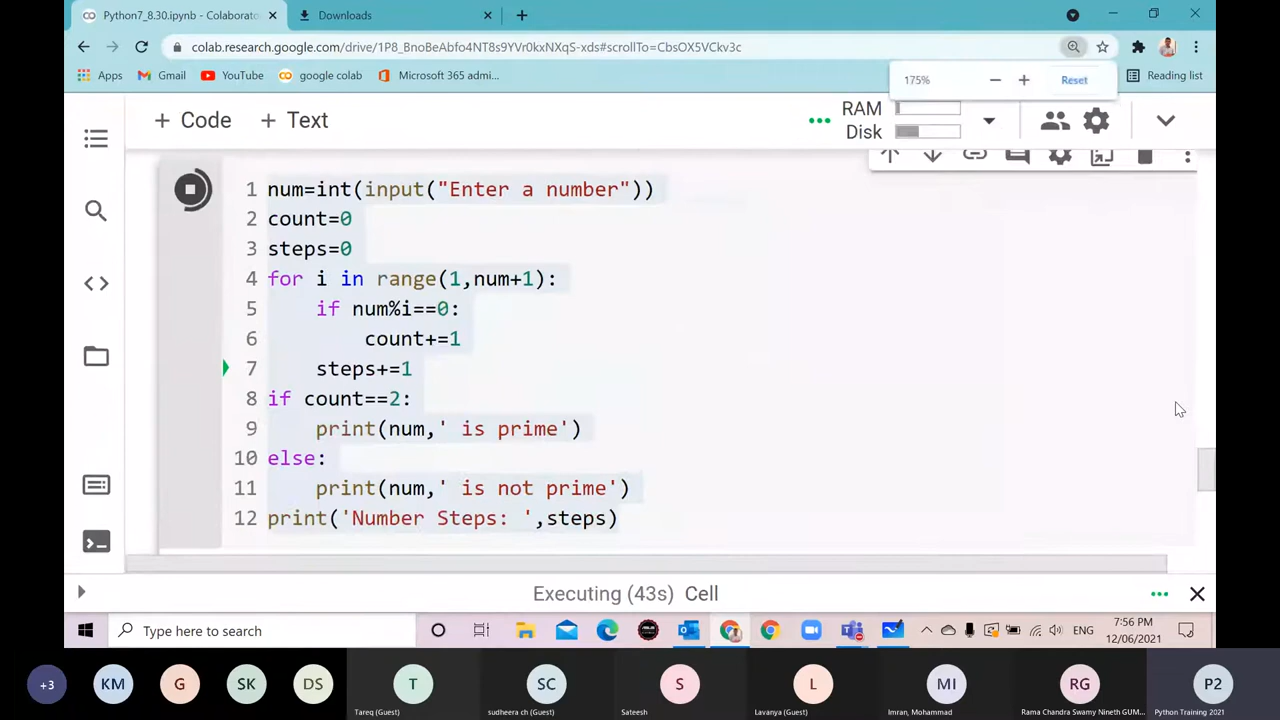 Python7_8.30.ipynb - Colaborato
Downloads
colab.research.google.com/drive/1P8_BnoBeAbfo4NT8s9YVr0kxNXqS-xds#scrollTo=CbsOX5VCkv3c
Apps
Gmail
YouTube
google colab
Microsoft 365 admi...
175%
Reset
Reading list
+ Code
+ Text
RAM
Disk
1 num=int(input("Enter a number"))
2 count=0
3 steps=0
4 for i in range(1,num+1):
5 if num%i==0:
6 count+=1
7 steps+=1
8 if count==2:
9 print(num,' is prime')
10 else:
11 print(num,' is not prime')
12 print('Number Steps: ',steps)
Executing (43s) Cell
Type here to search
ENG
7:56 PM
12/06/2021
+3
KM
G
SK
DS
T
SC
S
L
MI
RG
P2
Tareq (Guest)
sudheera ch (Guest)
Sateesh
Lavanya (Guest)
Imran, Mohammad
Rama Chandra Swamy Nineth GUM...
Python Training 2021